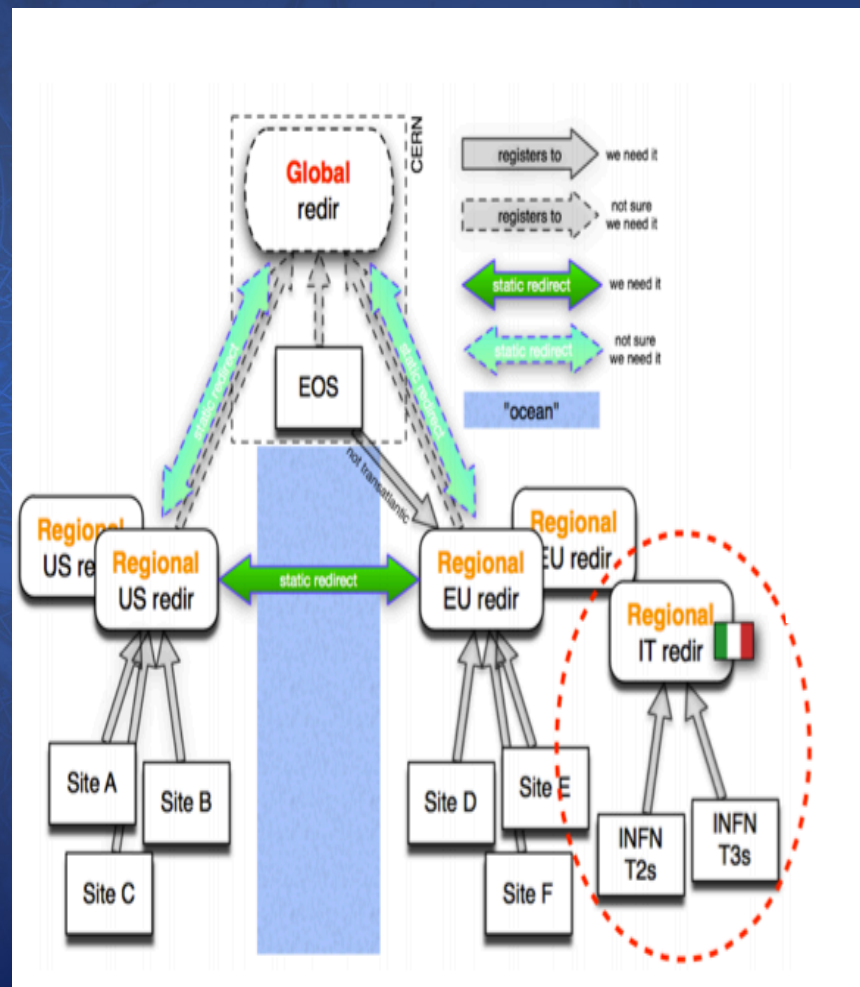 CERN
Global
redir
registers to
we need it
registers to
not sure
we need it
static redirect
we need it
static redirect
not sure
we need it
"ocean"
static redirect
static redirect
EOS
not transatlantic
Regional
US re
Regional
US redir
static redirect
Regional
EU redir
Regional
EU redir
Regional
IT redir
Site A
Site B
Site C
Site D
Site E
Site F
INFN
T2s
INFN
T3s